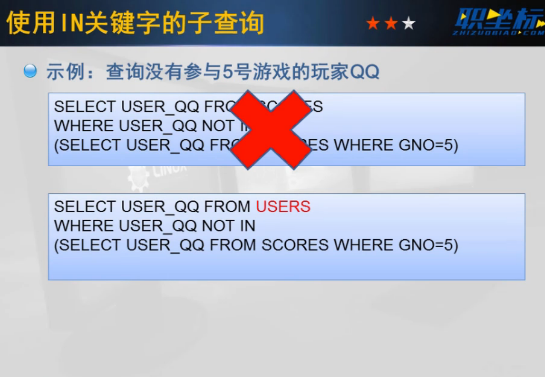 使用IN关键字的子查询
职坐标
ZHIZUOBIAO.COM
示例：查询没有参与5号游戏的玩家QQ
SELECT USER_QQ FRO ES
WHERE USER_QQ NOT IN
(SELECT USER_QQ FRO RES WHERE GNO=5)
LINUX
SELECT USER_QQ FROM USERS
WHERE USER_QQ NOT IN
(SELECT USER_QQ FROM SCORES WHERE GNO=5)